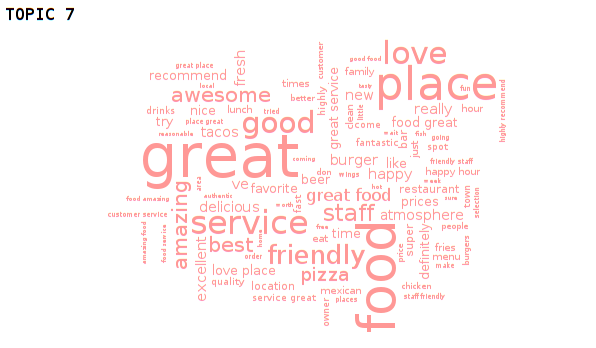 TOPIC 7
great place
recommend
local
fresh
customer
good food
love
family
tasty
place
fun
awesome
times
better
highly
great service
new
clean
little
really
hour
highly recommend
drinks
nice
lunch
tried
try
place great
reasonable
tacos
good
come
food great
bar
wait
fish
going
fantastic
just
spot
great
coming
burger
like
friendly staff
happy
happy hour
don
wings
week
beer
hot
ve
favorite
area
authentic
great food
restaurant
town
sure
selection
food amazing
amazing
delicious
worth
fast
staff
prices
atmosphere
customer service
service
free
food
people
amazing food
food service
excellent
best
home
eat
time
friendly
order
price
super
definitely
fries
menu
make
burgers
love place
pizza
quality
location
mexican
chicken
service great
owner
places
staff friendly